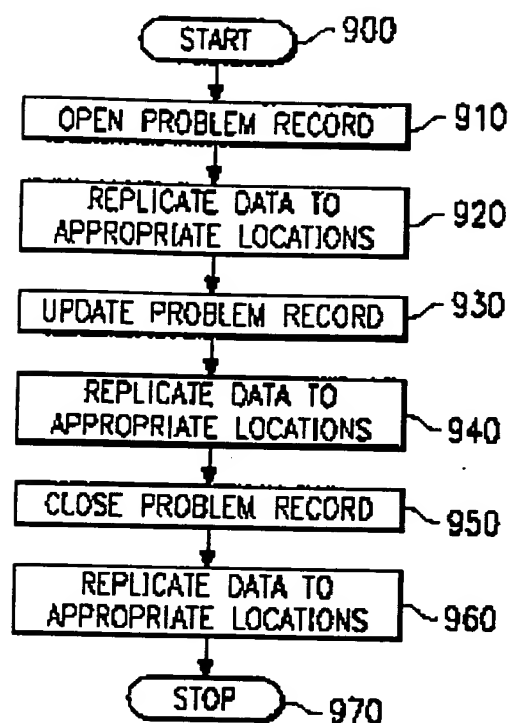 START
900
OPEN PROBLEM RECORD
910
REPLICATE DATA TO
APPROPRIATE LOCATIONS
920
UPDATE PROBLEM RECORD
930
REPLICATE DATA TO
APPROPRIATE LOCATIONS
940
CLOSE PROBLEM RECORD
950
REPLICATE DATA TO
APPROPRIATE LOCATIONS
960
STOP
970